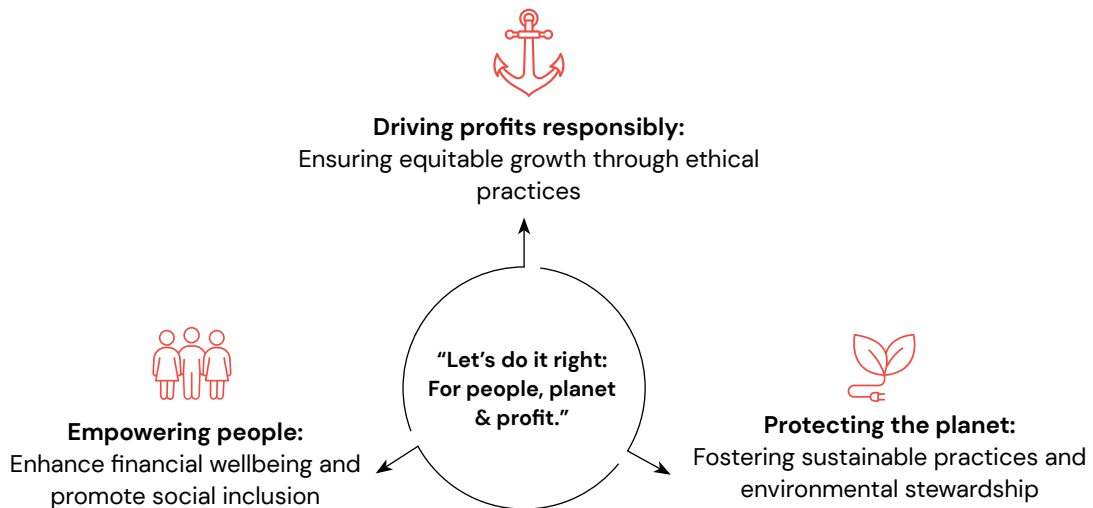 Driving profits responsibly:
Ensuring equitable growth through ethical
practices
“Let’s do it right:
For people, planet
& profit.”
Empowering people:
Enhance financial wellbeing and
promote social inclusion
Protecting the planet:
Fostering sustainable practices and
environmental stewardship